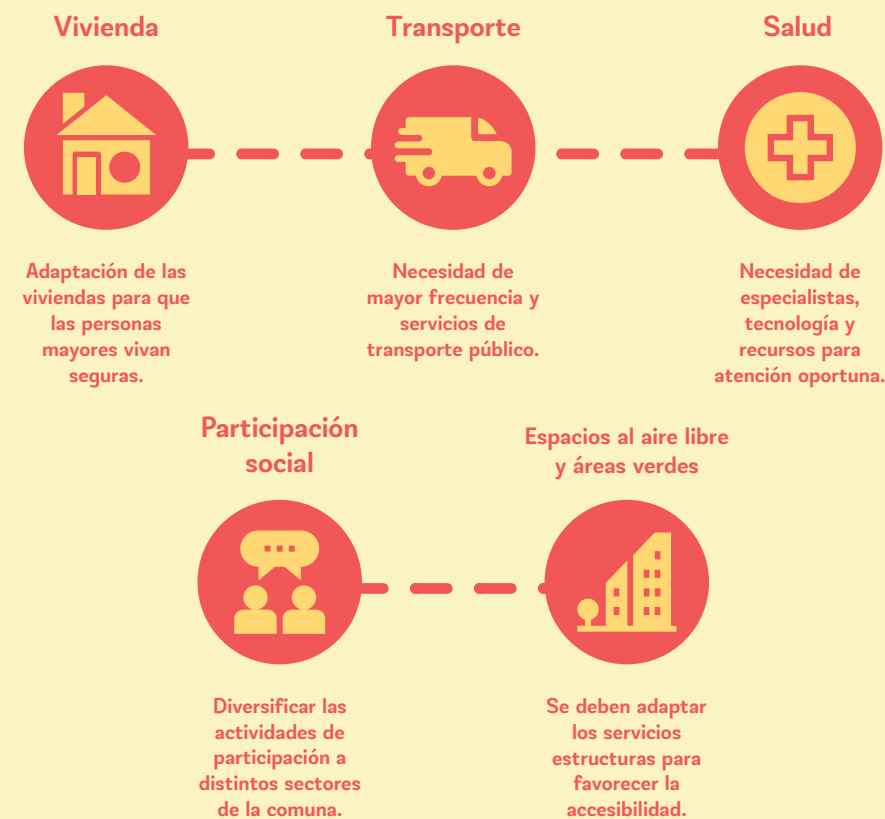 Vivienda
Adaptación de las
viviendas para que
las personas
mayores vivan
seguras.
Transporte
Necesidad de
mayor frecuencia y
servicios de
transporte público.
Salud
Necesidad de
especialistas,
tecnología y
recursos para
atención oportuna.
Participación
social
Diversificar las
actividades de
participación a
distintos sectores
de la comuna.
Espacios al aire libre
y áreas verdes
Se deben adaptar
los servicios
estructuras para
favorecer la
accesibilidad.